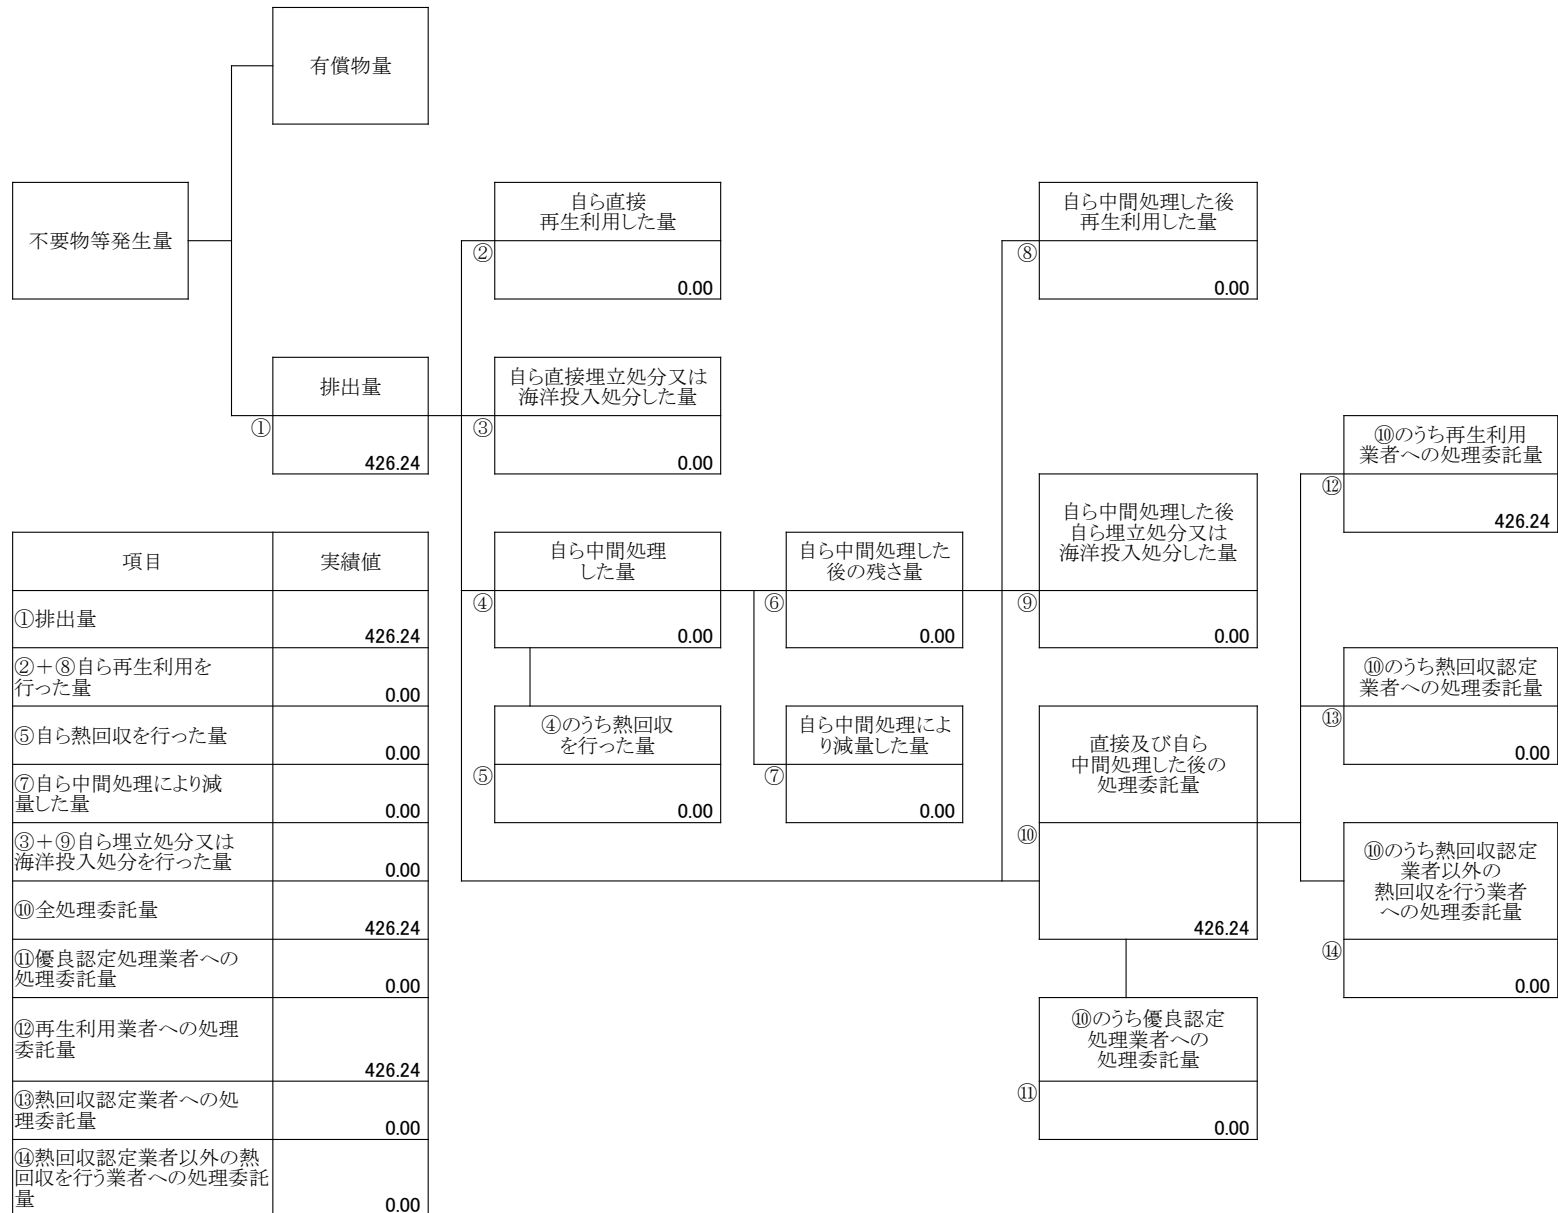 有償物量
不要物等発生量
自ら直接
再生利用した量
②
0.00
自ら中間処理した後
再生利用した量
⑧
0.00
排出量
①
426.24
自ら直接埋立処分又は
海洋投入処分した量
③
0.00
⑩のうち再生利用
業者への処理委託量
⑫
426.24
自ら中間処理した後
自ら埋立処分又は
海洋投入処分した量
⑨
0.00
自ら中間処理
した量
④
0.00
自ら中間処理した
後の残さ量
⑥
0.00
⑩のうち熱回収認定
業者への処理委託量
⑬
0.00
④のうち熱回収
を行った量
⑤
0.00
自ら中間処理によ
り減量した量
⑦
0.00
直接及び自ら
中間処理した後の
処理委託量
⑩
426.24
⑩のうち熱回収認定
業者以外の
熱回収を行う業者
への処理委託量
⑭
0.00
⑩のうち優良認定
処理業者への
処理委託量
⑪
0.00
項目 実績値
①排出量 426.24
②＋⑧自ら再生利用を
行った量 0.00
⑤自ら熱回収を行った量 0.00
⑦自ら中間処理により減
量した量 0.00
③＋⑨自ら埋立処分又は
海洋投入処分を行った量 0.00
⑩全処理委託量 426.24
⑪優良認定処理業者への
処理委託量 0.00
⑫再生利用業者への処理
委託量 426.24
⑬熱回収認定業者への処
理委託量 0.00
⑭熱回収認定業者以外の熱
回収を行う業者への処理委託
量 0.00